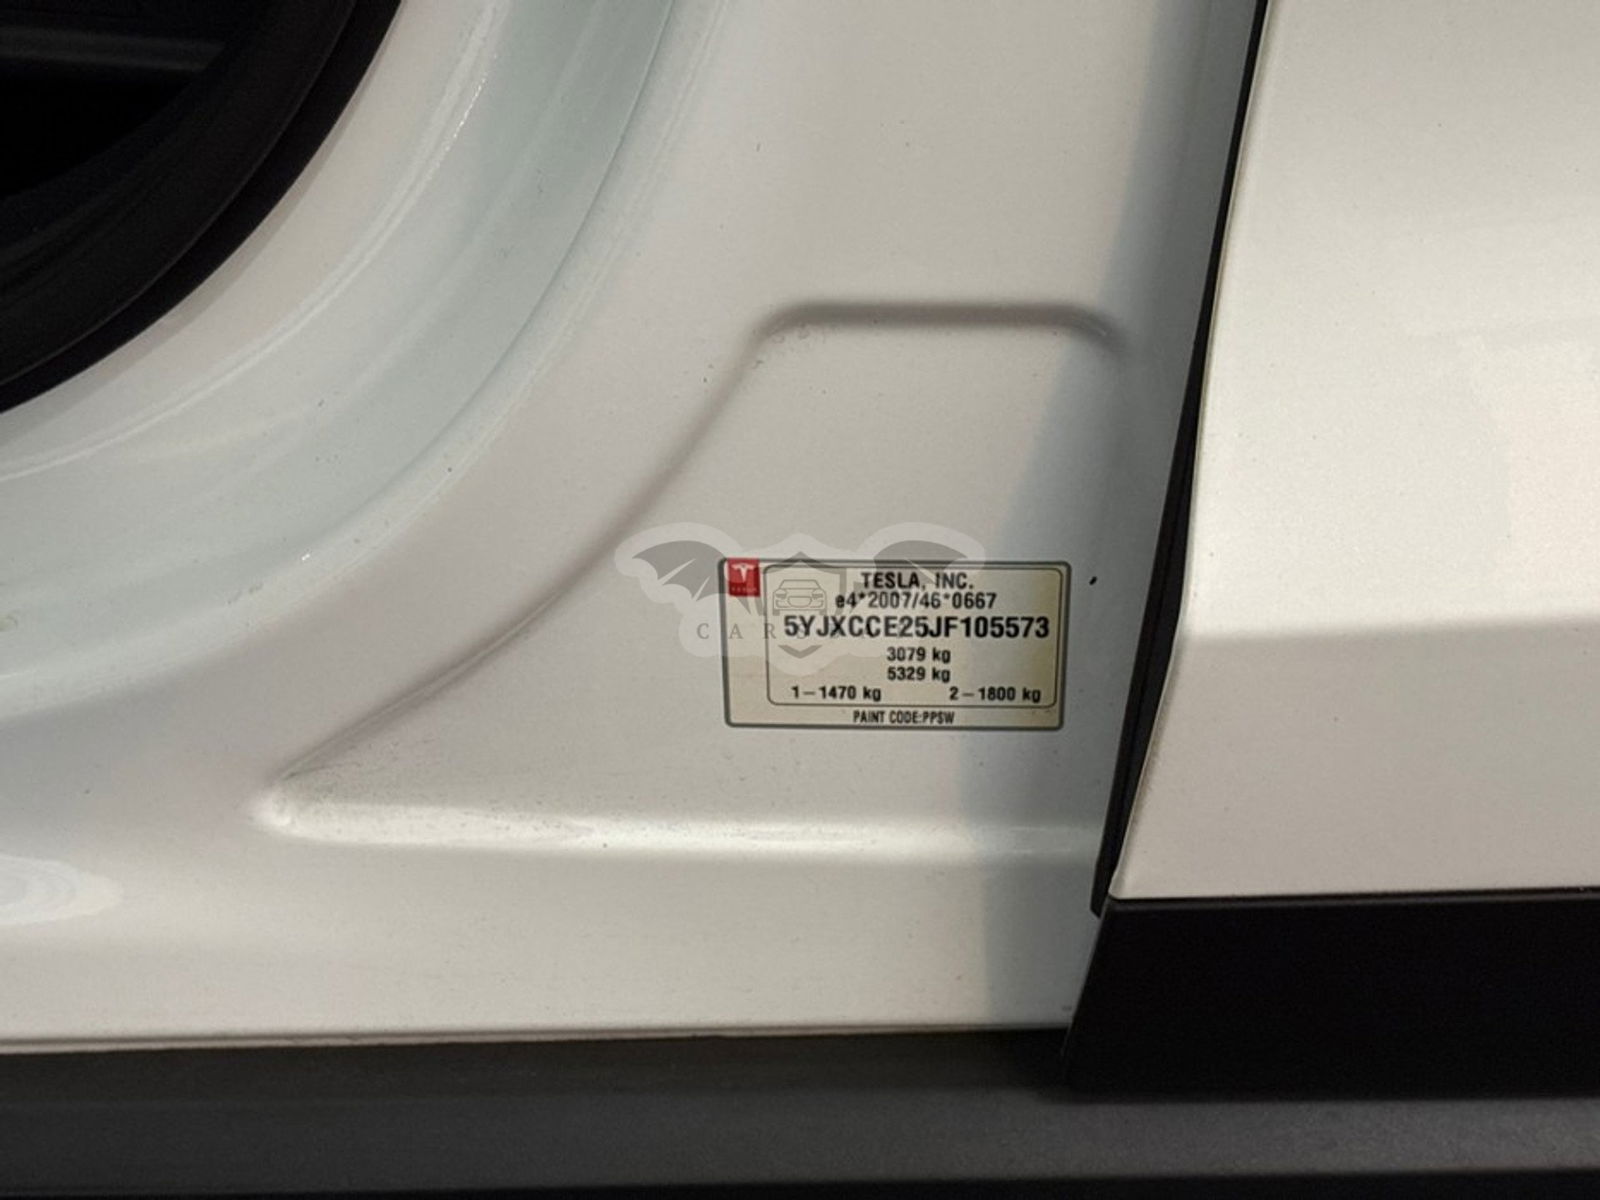 TESLA, INC.
e4*2007/46*0667
5YJXCCE25JF105573
3079 kg
5329 kg
1-1470 kg 2-1800 kg
PAINT CODE:PPSW